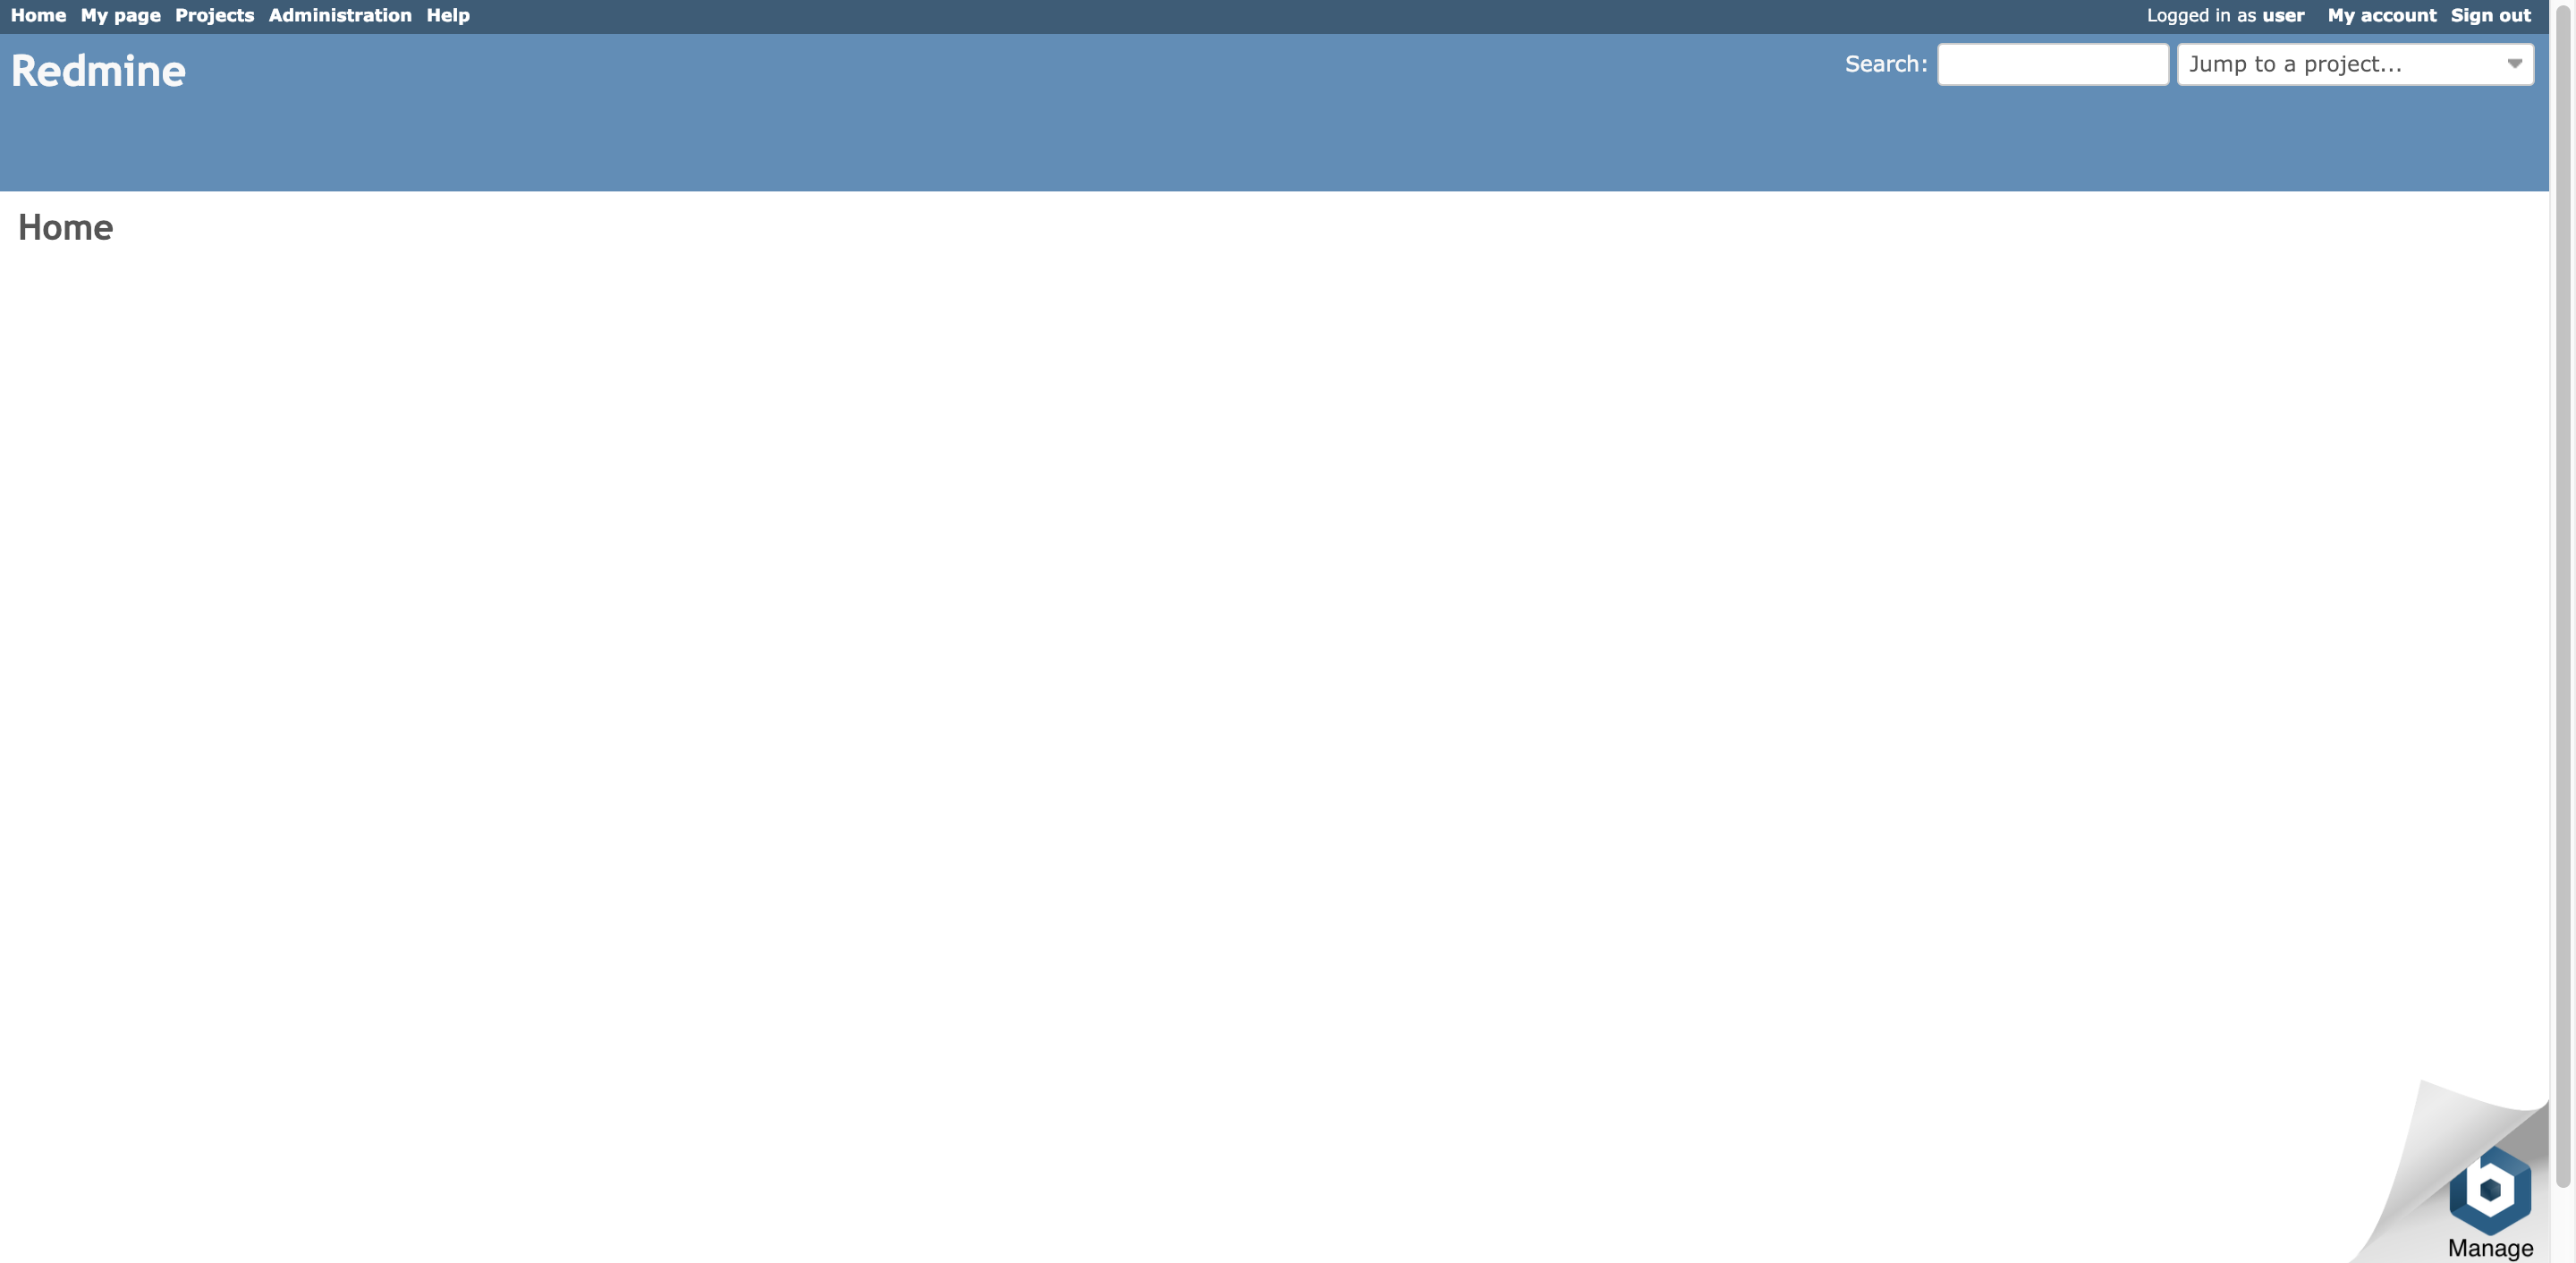 Home My page Projects Administration Help Logged in as user My account Sign out
Redmine Search: Jump to a project...
Home
Manage